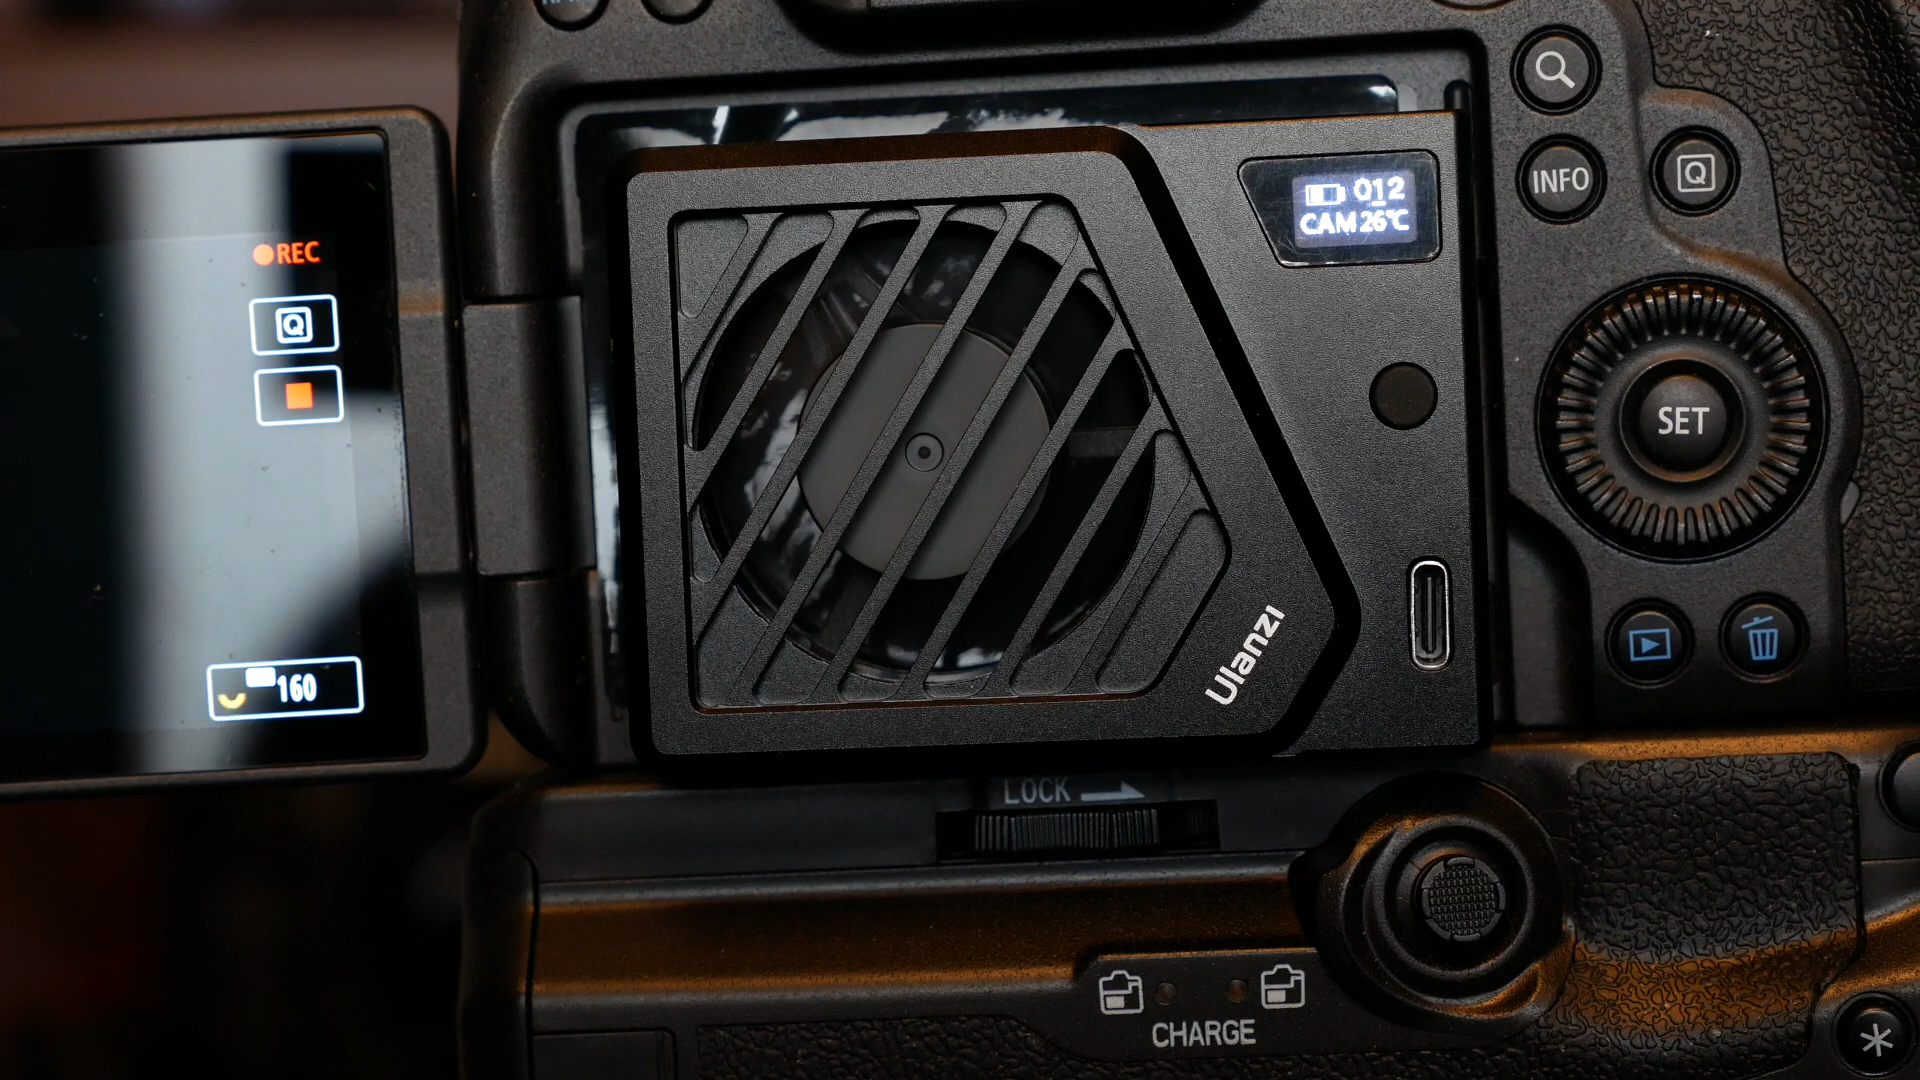 REC
Q
160
012
CAM 26°C
Ulanzi
INFO
Q
SET
LOCK
CHARGE